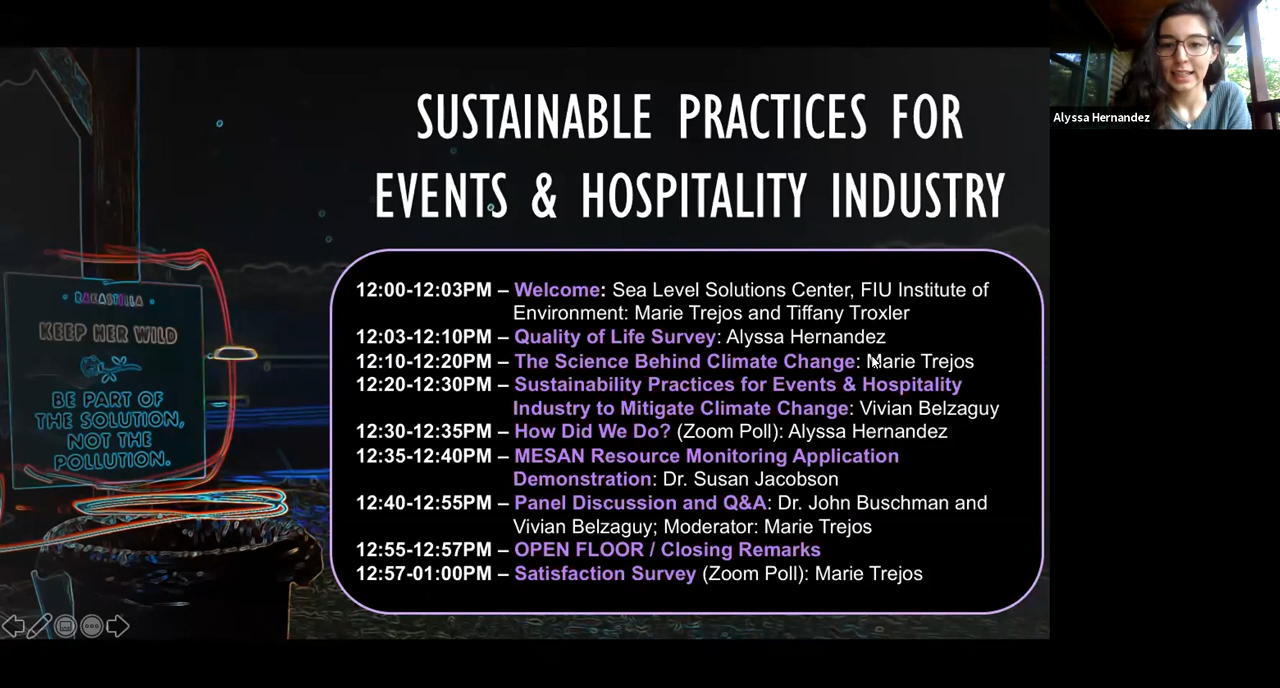 SUSTAINABLE PRACTICES FOR
EVENTS & HOSPITALITY INDUSTRY
12:00-12:03PM – Welcome: Sea Level Solutions Center, FIU Institute of
Environment: Marie Trejos and Tiffany Troxler
12:03-12:10PM – Quality of Life Survey: Alyssa Hernandez
12:10-12:20PM – The Science Behind Climate Change: Marie Trejos
12:20-12:30PM – Sustainability Practices for Events & Hospitality
Industry to Mitigate Climate Change: Vivian Belzaguy
12:30-12:35PM – How Did We Do? (Zoom Poll): Alyssa Hernandez
12:35-12:40PM – MESAN Resource Monitoring Application
Demonstration: Dr. Susan Jacobson
12:40-12:55PM – Panel Discussion and Q&A: Dr. John Buschman and
Vivian Belzaguy; Moderator: Marie Trejos
12:55-12:57PM – OPEN FLOOR / Closing Remarks
12:57-01:00PM – Satisfaction Survey (Zoom Poll): Marie Trejos
KEEP HER WILD
BE PART OF
THE SOLUTION,
NOT THE
POLLUTION.
Alyssa Hernandez